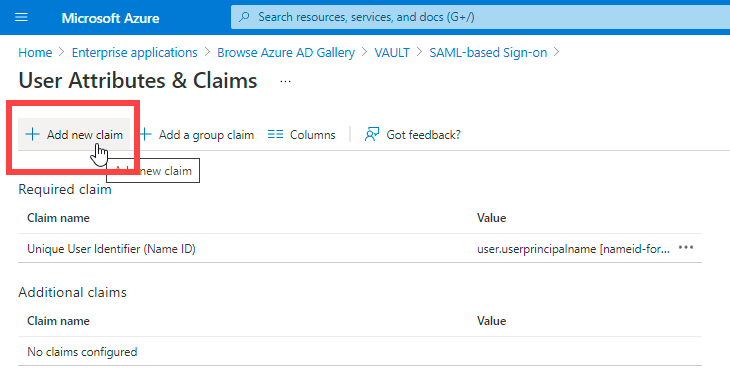 Microsoft Azure
Search resources, services, and docs (G+/)
Home > Enterprise applications > Browse Azure AD Gallery > VAULT > SAML-based Sign-on >
User Attributes & Claims ...
+ Add new claim + Add a group claim Columns Got feedback?
new claim
Required claim
Claim name Value
Unique User Identifier (Name ID) user.userprincipalname [nameid-for... ...
Additional claims
Claim name Value
No claims configured